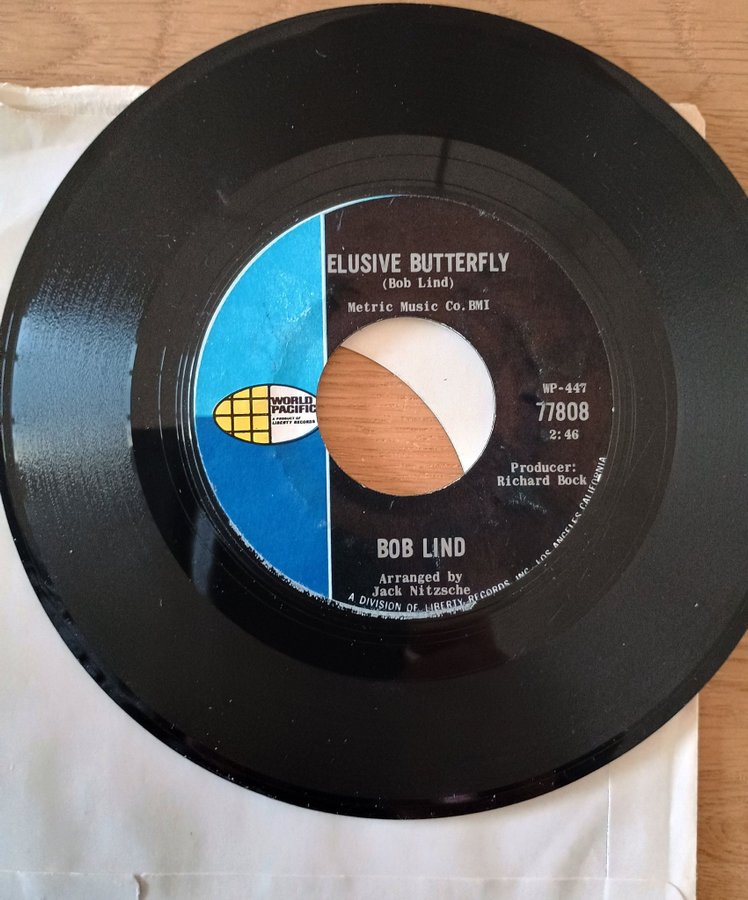 ELUSIVE BUTTERFLY
(Bob Lind)
Metric Music Co. BMI
WORLD
PACIFIC
A PRODUCT OF
LIBERTY RECORDS
WP-447
77808
2:46
Producer:
Richard Bock
BOB LIND
Arranged by
Jack Nitzsche
A DIVISION OF LIBERTY RECORDS, INC., LOS ANGELES, CALIFORNIA